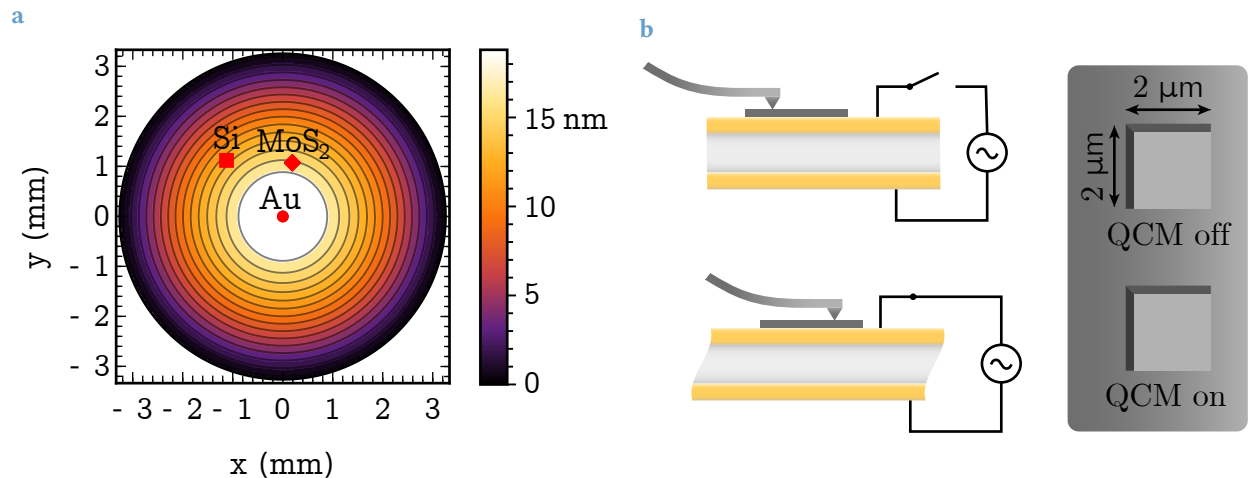 a
3
2
1
0
- 1
- 2
- 3
y (mm)
- 3 - 2 - 1 0 1 2 3
x (mm)
Si
MoS2
Au
15 nm
10
5
0
b
2 μm
2 μm
QCM off
QCM on